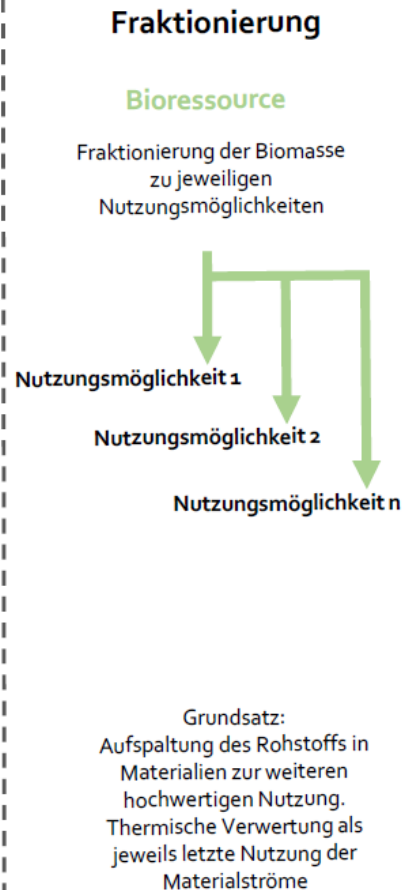 Fraktionierung
Bioressource
Fraktionierung der Biomasse
zu jeweiligen
Nutzungsmöglichkeiten
Nutzungsmöglichkeit 1
Nutzungsmöglichkeit 2
Nutzungsmöglichkeit n
Grundsatz:
Aufspaltung des Rohstoffs in
Materialien zur weiteren
hochwertigen Nutzung.
Thermische Verwertung als
jeweils letzte Nutzung der
Materialströme